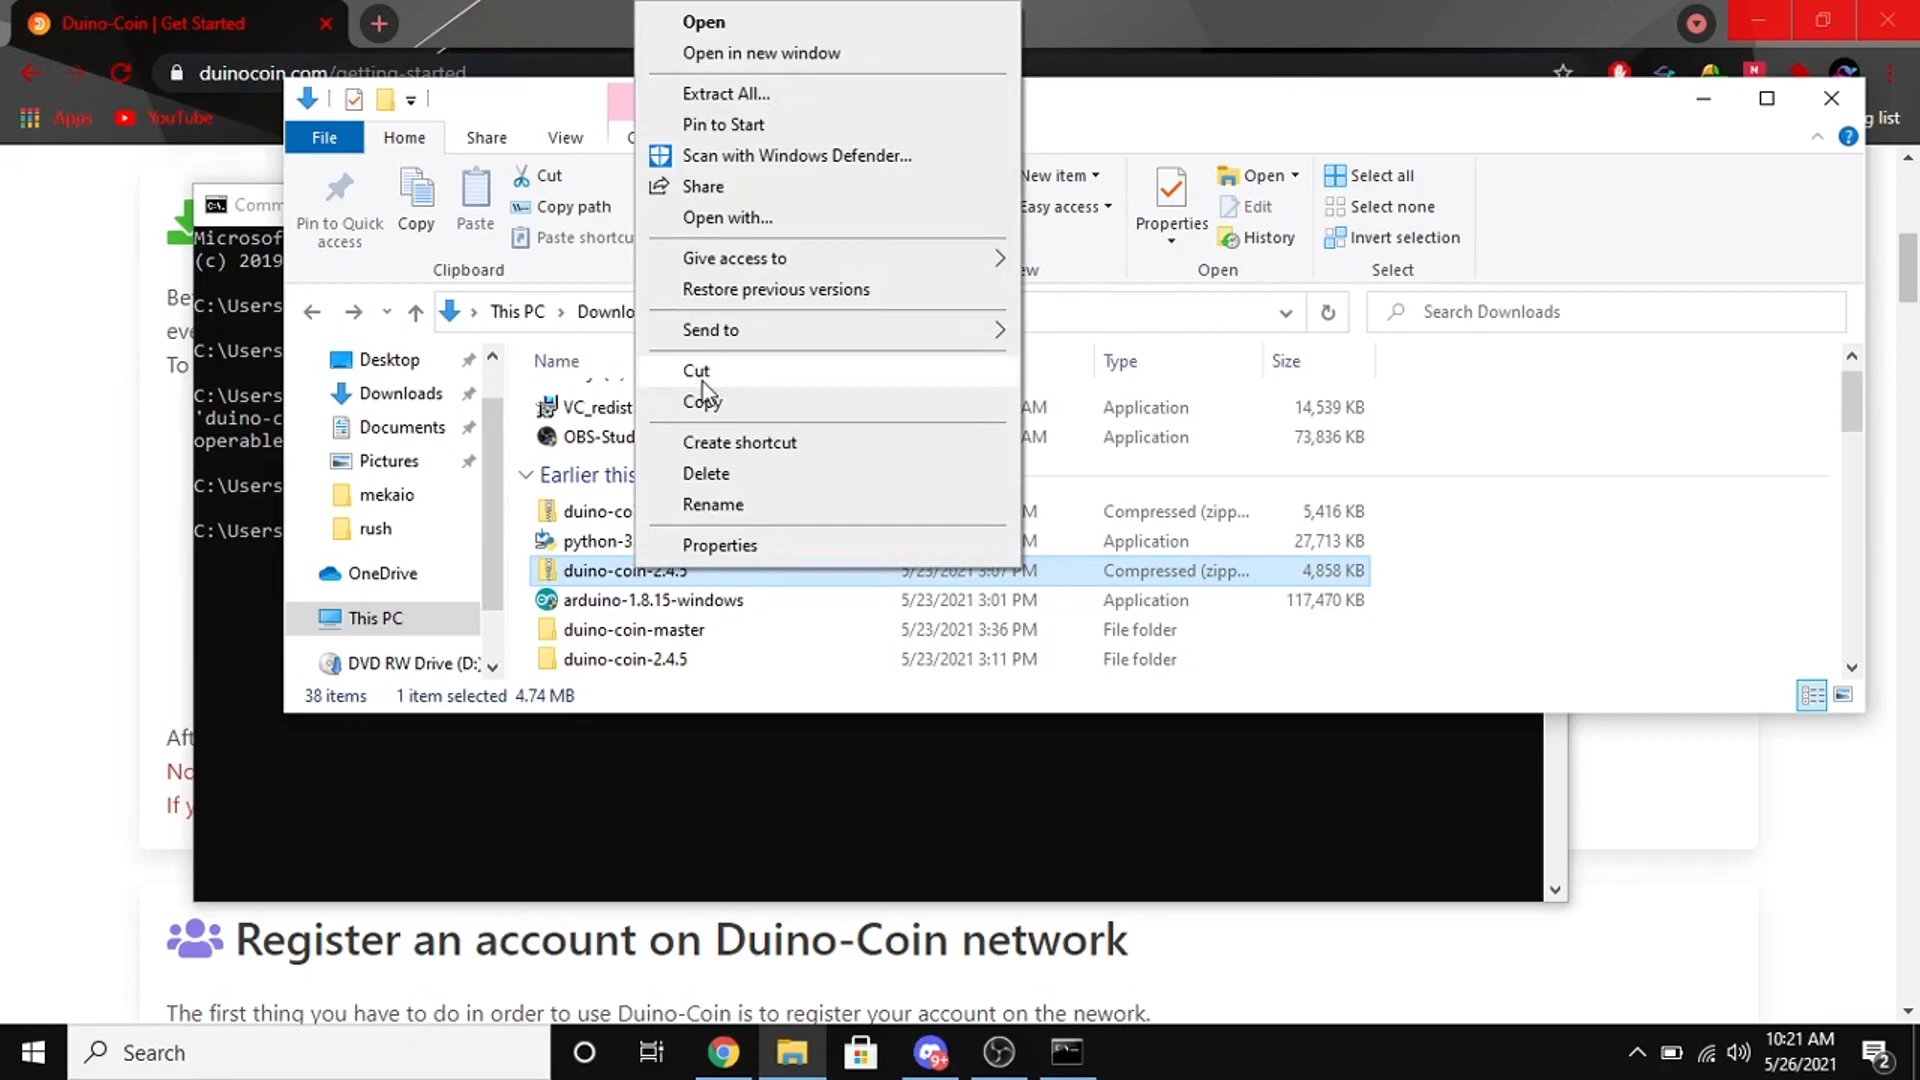 Duino-Coin | Get Started
duinocoin.com/getting-started
Apps YouTube
g list
File Home Share View
Pin to Quick access
Copy
Paste
Cut
Copy path
Paste shortcu
Clipboard
New item
Easy access
Properties
Open
Edit
History
Open
Select all
Select none
Invert selection
Select
This PC > Downlo
Search Downloads
Open
Open in new window
Extract All...
Pin to Start
Scan with Windows Defender...
Share
Open with...
Give access to
Restore previous versions
Send to
Cut
Copy
Create shortcut
Delete
Rename
Properties
Desktop
Downloads
Documents
Pictures
mekaio
rush
OneDrive
This PC
DVD RW Drive (D:)
Name Type Size
VC_redist AM Application 14,539 KB
OBS-Stud AM Application 73,836 KB
Earlier this
duino-co M Compressed (zipp... 5,416 KB
python-3 M Application 27,713 KB
duino-coin-2.4.5 5/23/2021 3:07 PM Compressed (zipp... 4,858 KB
arduino-1.8.15-windows 5/23/2021 3:01 PM Application 117,470 KB
duino-coin-master 5/23/2021 3:36 PM File folder
duino-coin-2.4.5 5/23/2021 3:11 PM File folder
38 items 1 item selected 4.74 MB
Comm
Microsof
(c) 2019
C:\Users
C:\Users
C:\Users
'duino-c
operable
C:\Users
C:\Users
Be
eve
To
Aft
No
If y
Register an account on Duino-Coin network
The first thing you have to do in order to use Duino-Coin is to register your account on the nework.
Search
9+
10:21 AM
5/26/2021
2